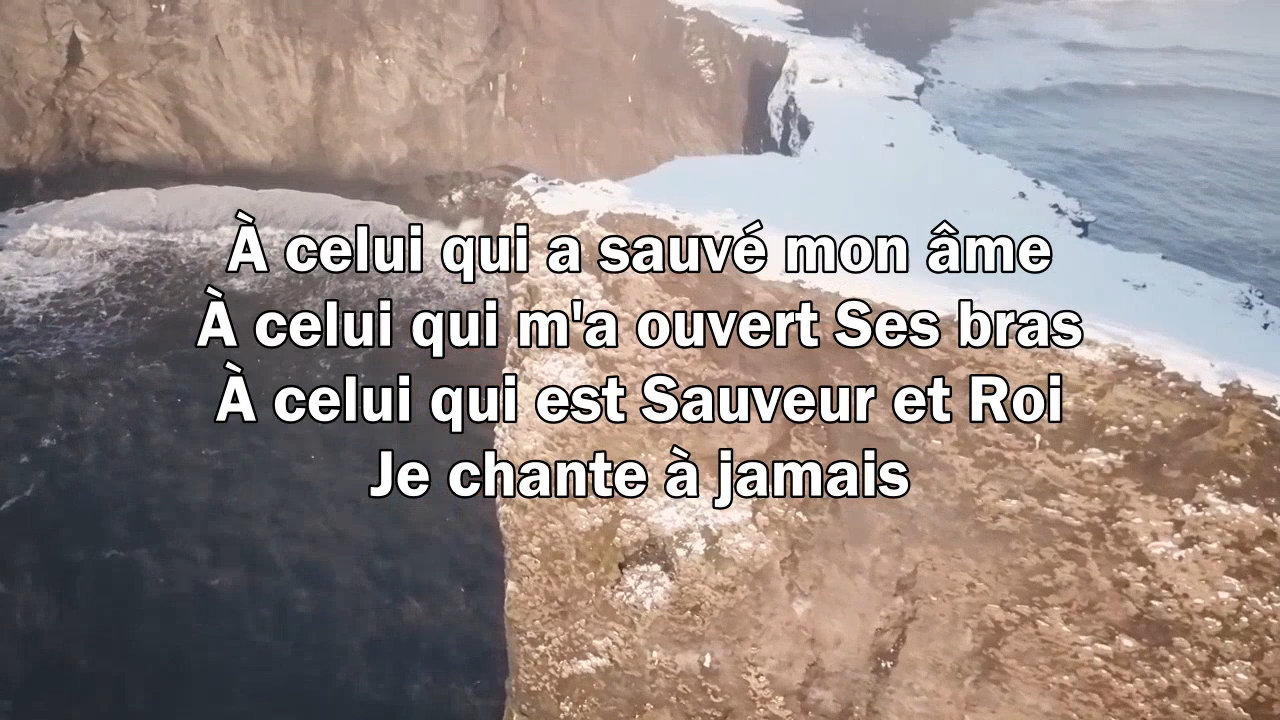 À celui qui a sauvé mon âme
À celui qui m'a ouvert Ses bras
À celui qui est Sauveur et Roi
Je chante à jamais